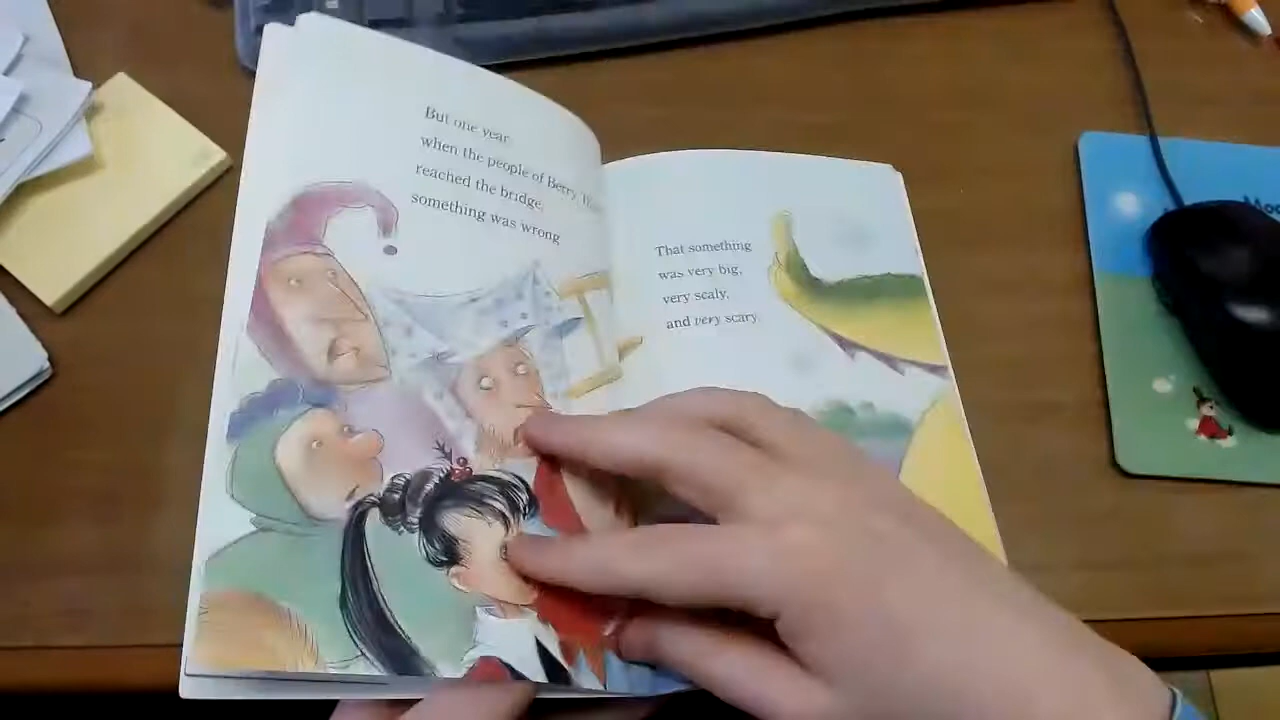 But one year
when the people of Berry
reached the bridge,
something was wrong
That something
was very big,
very scaly,
and very scary.